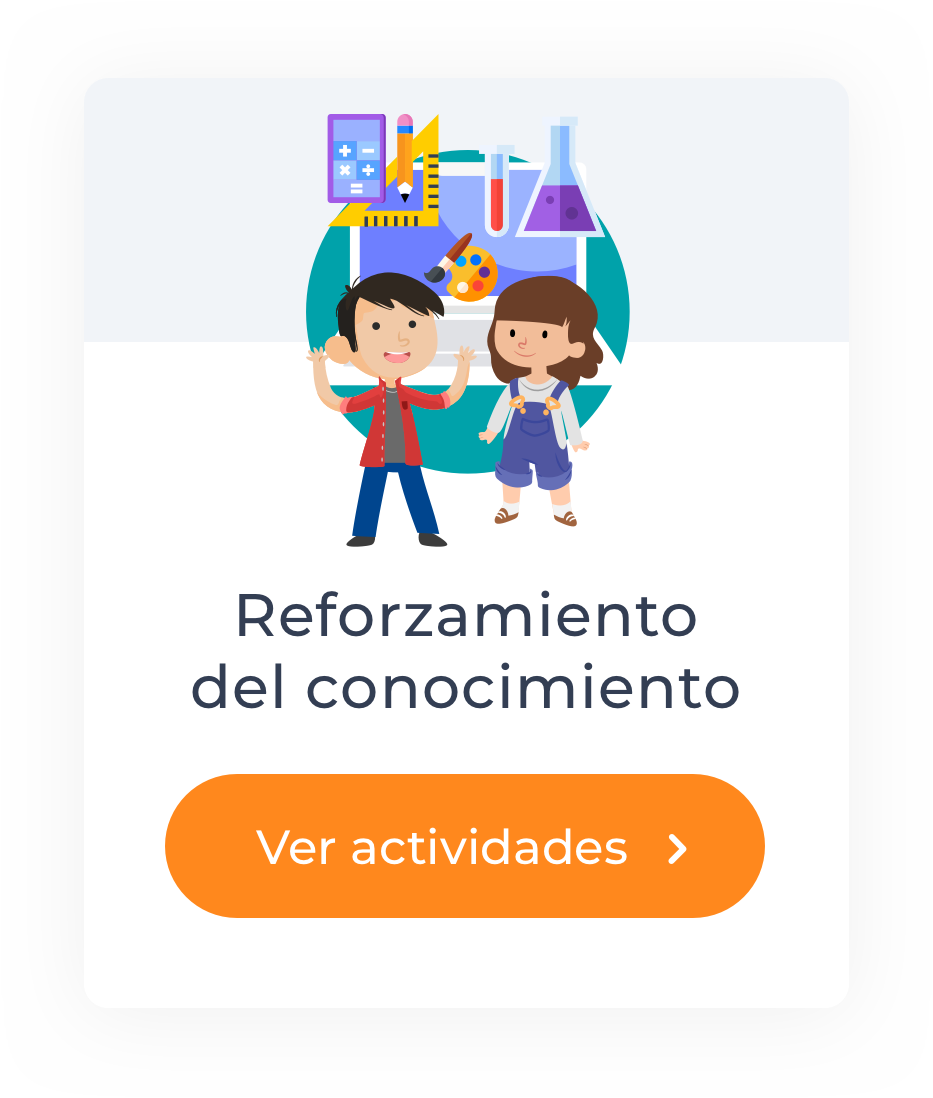 Reforzamiento
del conocimiento
Ver actividades